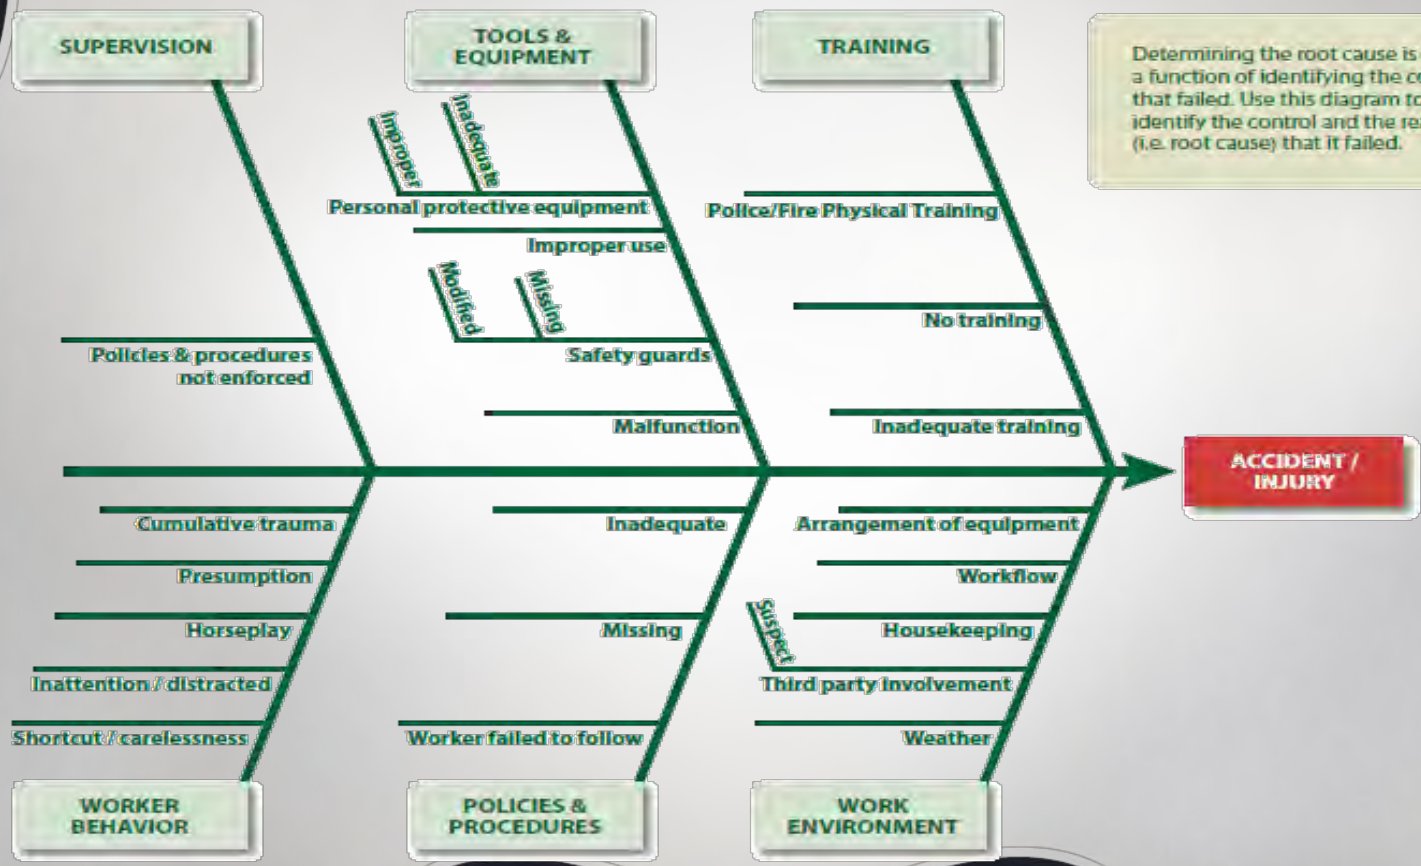 SUPERVISION
TOOLS &
EQUIPMENT
TRAINING
Determining the root cause is
a function of identifying the
that failed. Use this diagram to
identify the control and the
(i.e. root cause) that it failed.
Improper
Inadequate
Personal protective equipment
Improper use
Modified
Missing
Safety guards
Malfunction
Police/Fire Physical Training
No training
Inadequate training
Policies & procedures
not enforced
ACCIDENT /
INJURY
Cumulative trauma
Presumption
Horseplay
Inattention / distracted
Shortcut / carelessness
Inadequate
Missing
Worker failed to follow
Arrangement of equipment
Workflow
Housekeeping
Suspect
Third party involvement
Weather
WORKER
BEHAVIOR
POLICIES &
PROCEDURES
WORK
ENVIRONMENT